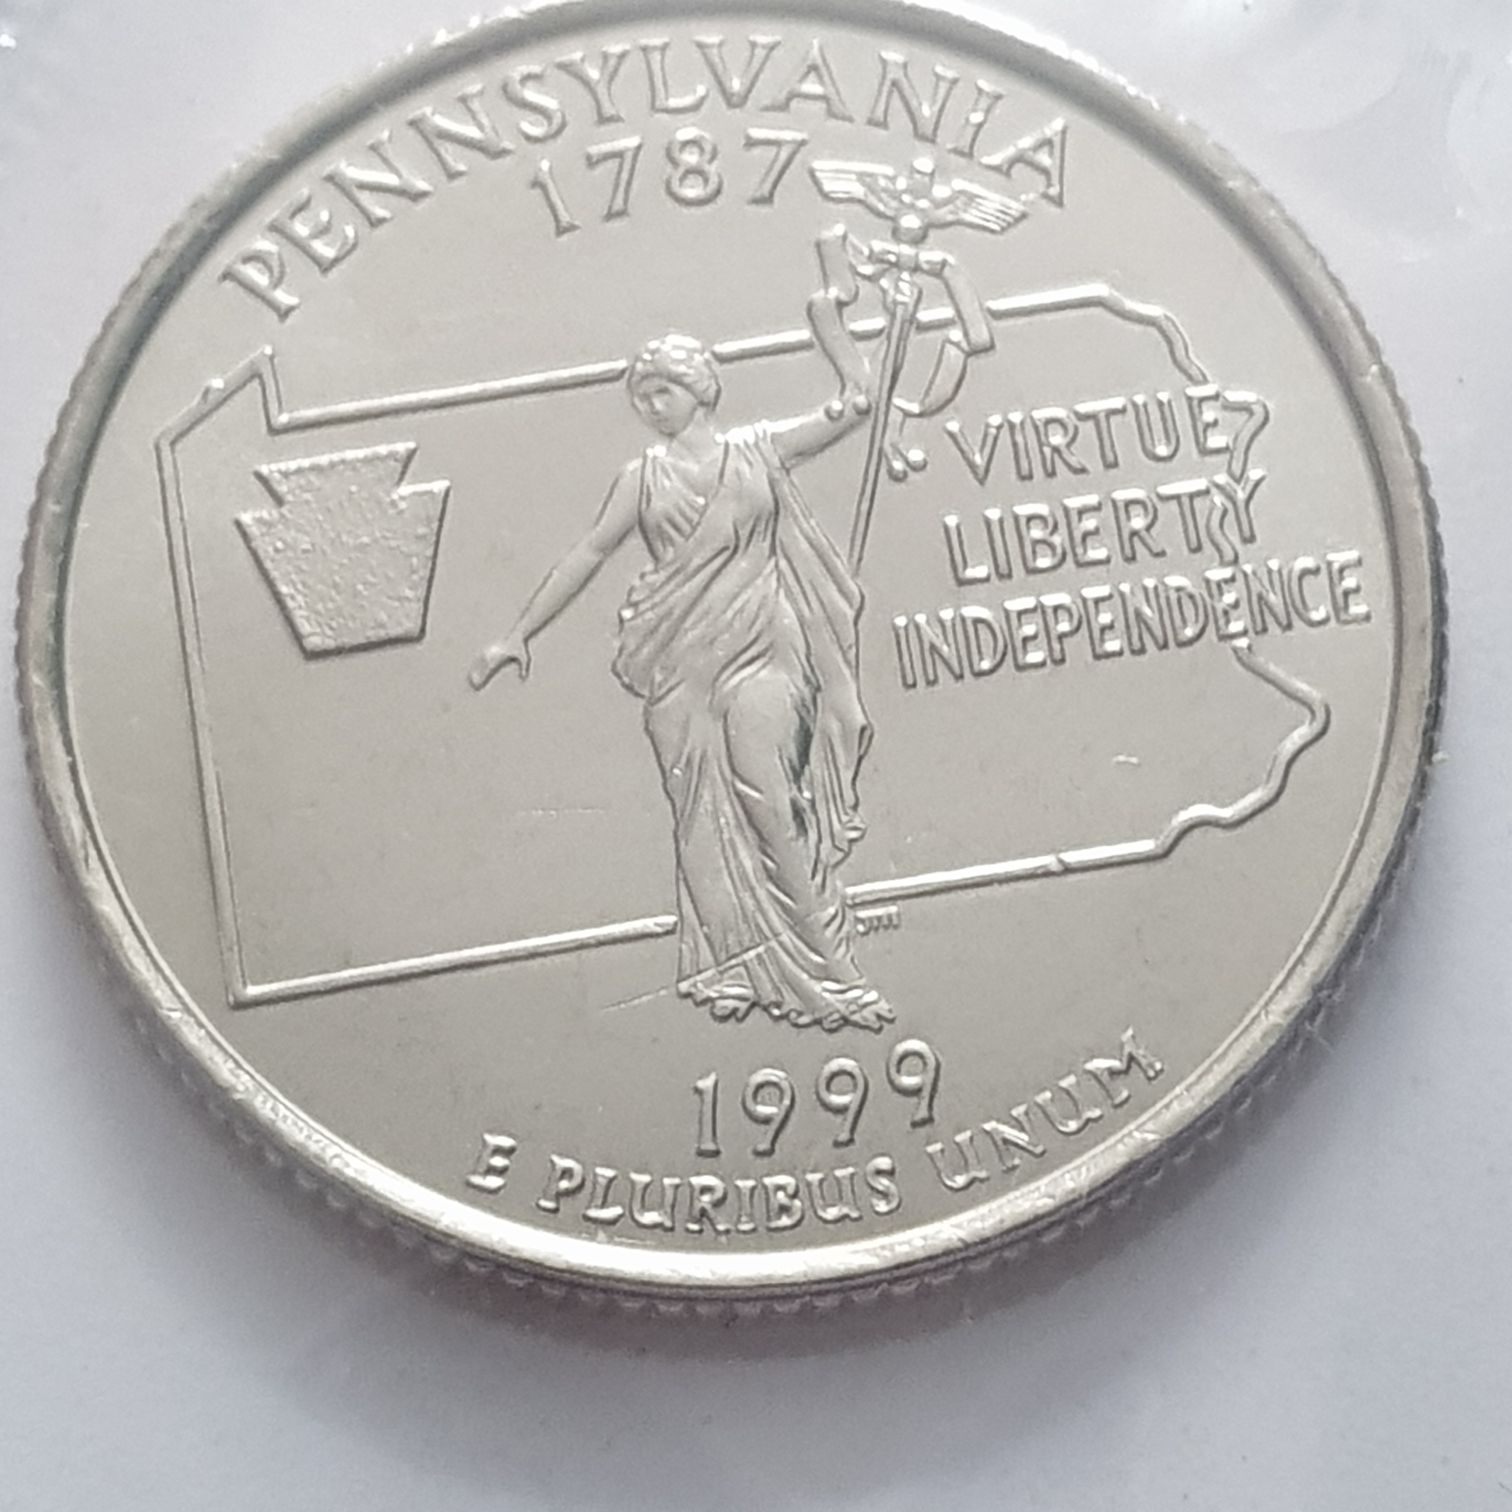 PENNSYLVANIA
1787
VIRTUE
LIBERTY
INDEPENDENCE
1999
E PLURIBUS UNUM